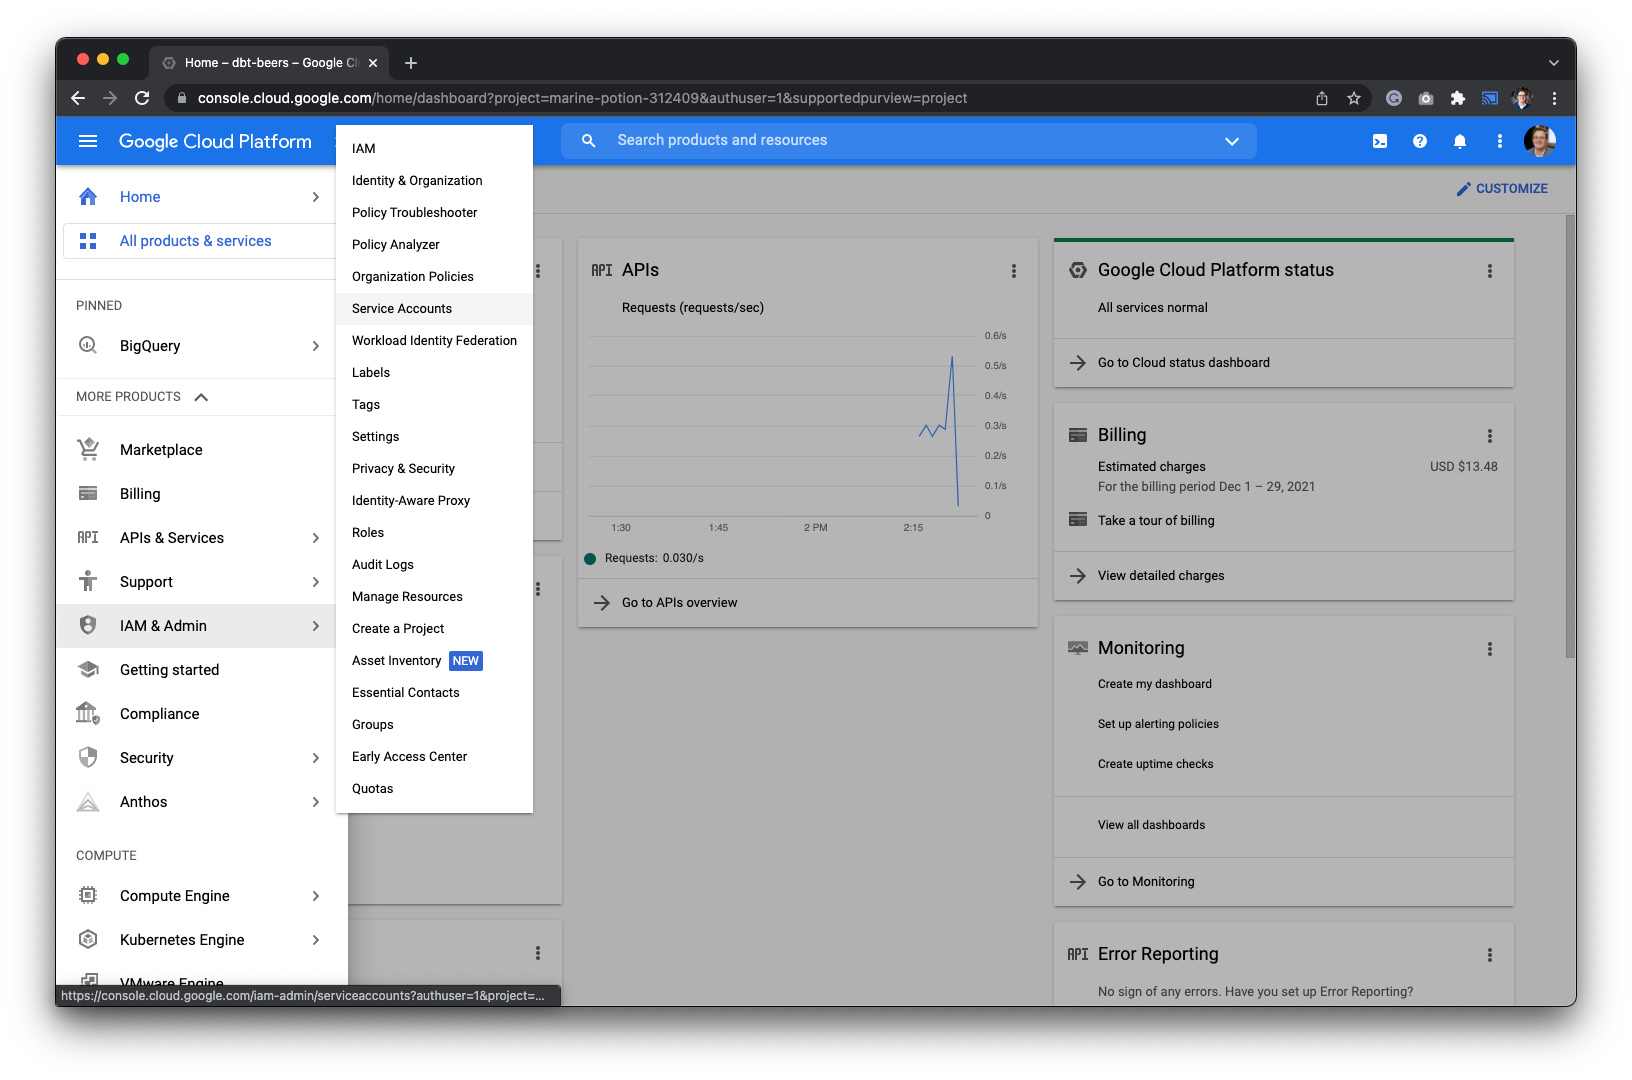 Home – dbt-beers – Google Cl
console.cloud.google.com/home/dashboard?project=marine-potion-312409&authuser=1&supportedpurview=project
Google Cloud Platform
Search products and resources
CUSTOMIZE
Home
All products & services
PINNED
BigQuery
MORE PRODUCTS
Marketplace
Billing
API APIs & Services
Support
IAM & Admin
Getting started
Compliance
Security
Anthos
COMPUTE
Compute Engine
Kubernetes Engine
VMware Engine
https://console.cloud.google.com/iam-admin/serviceaccounts?authuser=1&project=...
IAM
Identity & Organization
Policy Troubleshooter
Policy Analyzer
Organization Policies
Service Accounts
Workload Identity Federation
Labels
Tags
Settings
Privacy & Security
Identity-Aware Proxy
Roles
Audit Logs
Manage Resources
Create a Project
Asset Inventory NEW
Essential Contacts
Groups
Early Access Center
Quotas
API APIs
Requests (requests/sec)
0.6/s
0.5/s
0.4/s
0.3/s
0.2/s
0.1/s
0
1:30 1:45 2 PM 2:15
Requests: 0.030/s
Go to APIs overview
Google Cloud Platform status
All services normal
Go to Cloud status dashboard
Billing
Estimated charges USD $13.48
For the billing period Dec 1 – 29, 2021
Take a tour of billing
View detailed charges
Monitoring
Create my dashboard
Set up alerting policies
Create uptime checks
View all dashboards
Go to Monitoring
API Error Reporting
No sign of any errors. Have you set up Error Reporting?